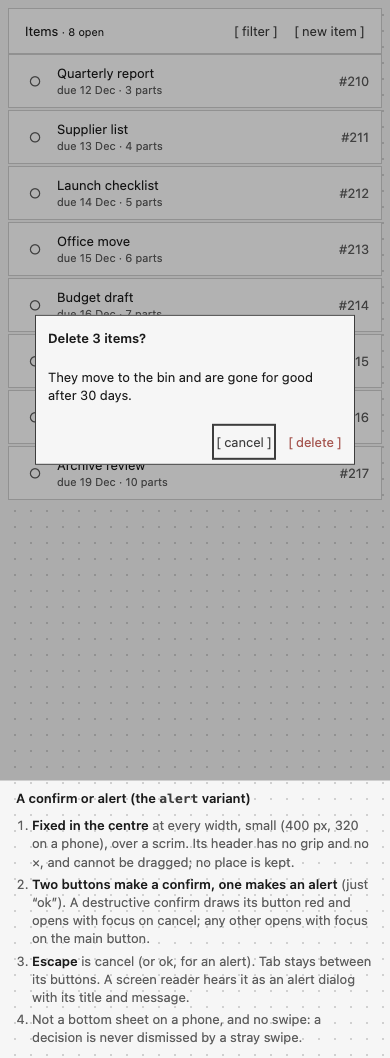 Items · 8 open [ filter ] [ new item ]
Quarterly report
due 12 Dec · 3 parts
#210
Supplier list
due 13 Dec · 4 parts
#211
Launch checklist
due 14 Dec · 5 parts
#212
Office move
due 15 Dec · 6 parts
#213
Budget draft
due 16 Dec · 7 parts
#214
Delete 3 items?
15
They move to the bin and are gone for good
after 30 days.
16
[ cancel ] [ delete ]
Archive review
due 19 Dec · 10 parts
#217
A confirm or alert (the alert variant)
1. Fixed in the centre at every width, small (400 px, 320
on a phone), over a scrim. Its header has no grip and no
×, and cannot be dragged; no place is kept.
2. Two buttons make a confirm, one makes an alert (just
“ok”). A destructive confirm draws its button red and
opens with focus on cancel; any other opens with focus
on the main button.
3. Escape is cancel (or ok, for an alert). Tab stays between
its buttons. A screen reader hears it as an alert dialog
with its title and message.
4. Not a bottom sheet on a phone, and no swipe: a
decision is never dismissed by a stray swipe.